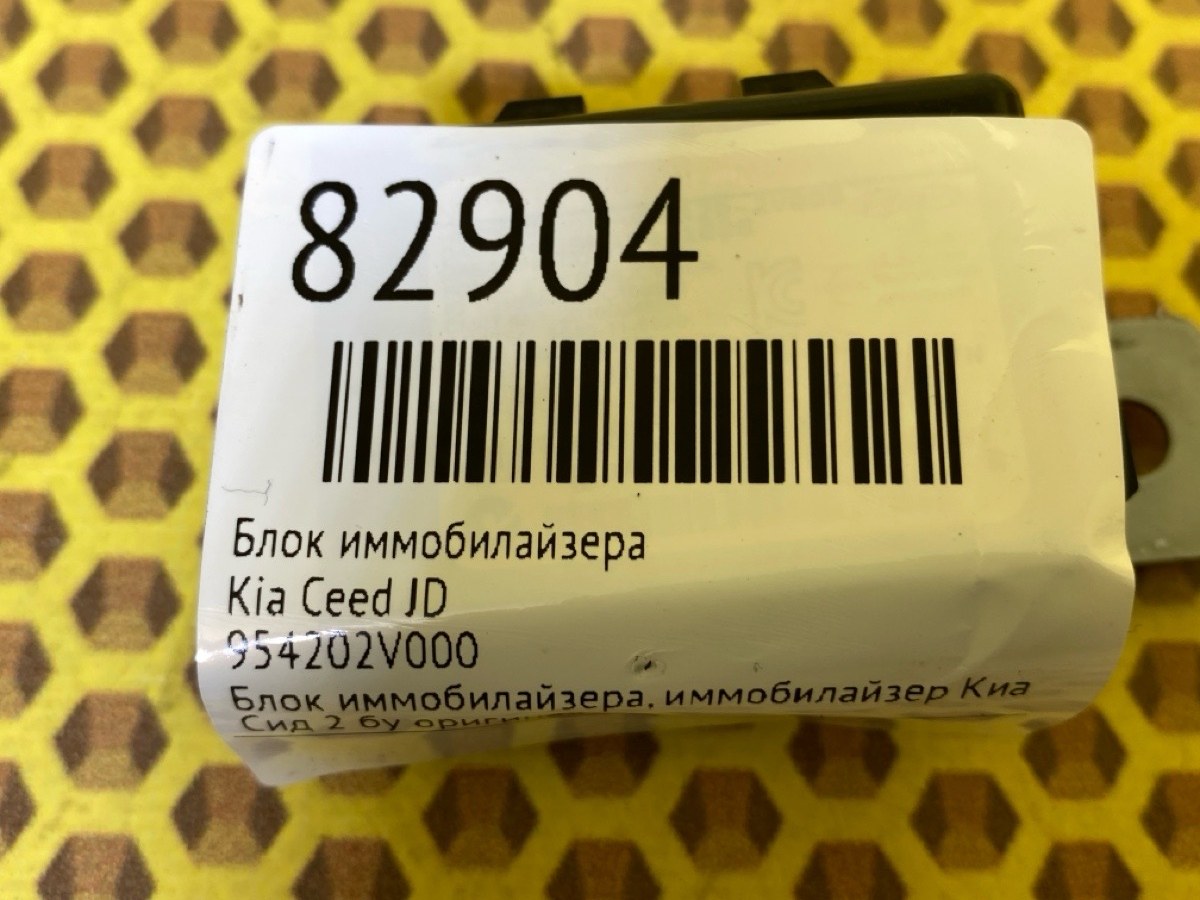 82904
Блок иммобилайзера
Kia Ceed JD
954202V000
Блок иммобилайзера, иммобилайзер Киа
Сид 2 бу